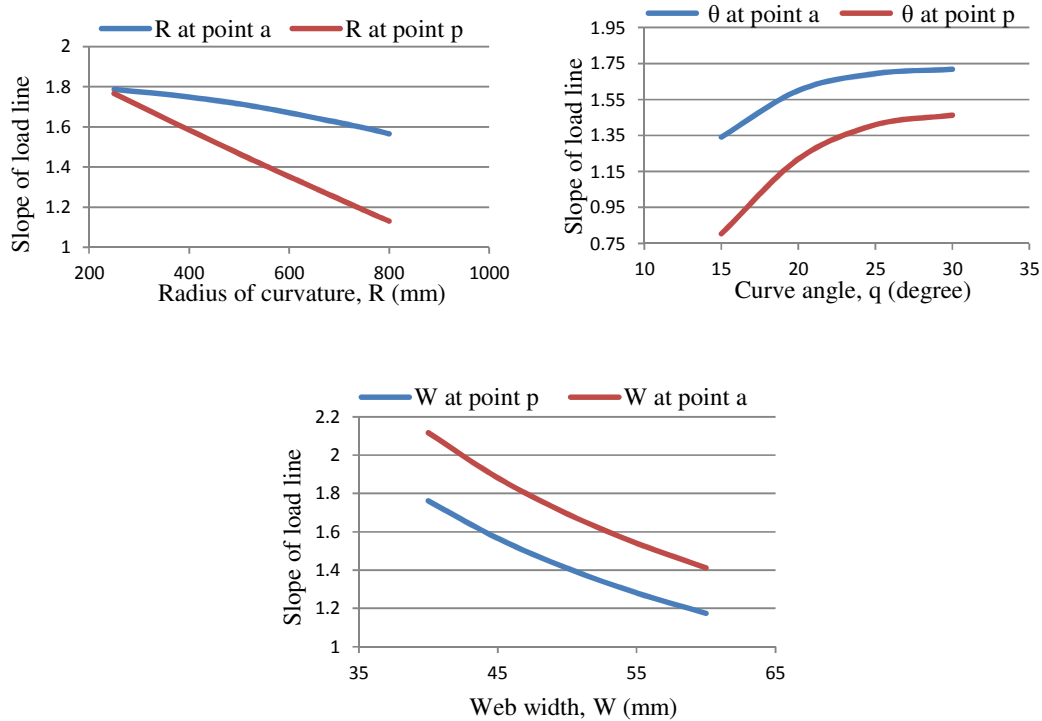 R at point a R at point p
Slope of load line
2
1.8
1.6
1.4
1.2
1
200 400 600 800 1000
Radius of curvature, R (mm)
θ at point a θ at point p
Slope of load line
1.95
1.75
1.55
1.35
1.15
0.95
0.75
10 15 20 25 30 35
Curve angle, q (degree)
W at point p W at point a
Slope of load line
2.2
2
1.8
1.6
1.4
1.2
1
35 45 55 65
Web width, W (mm)